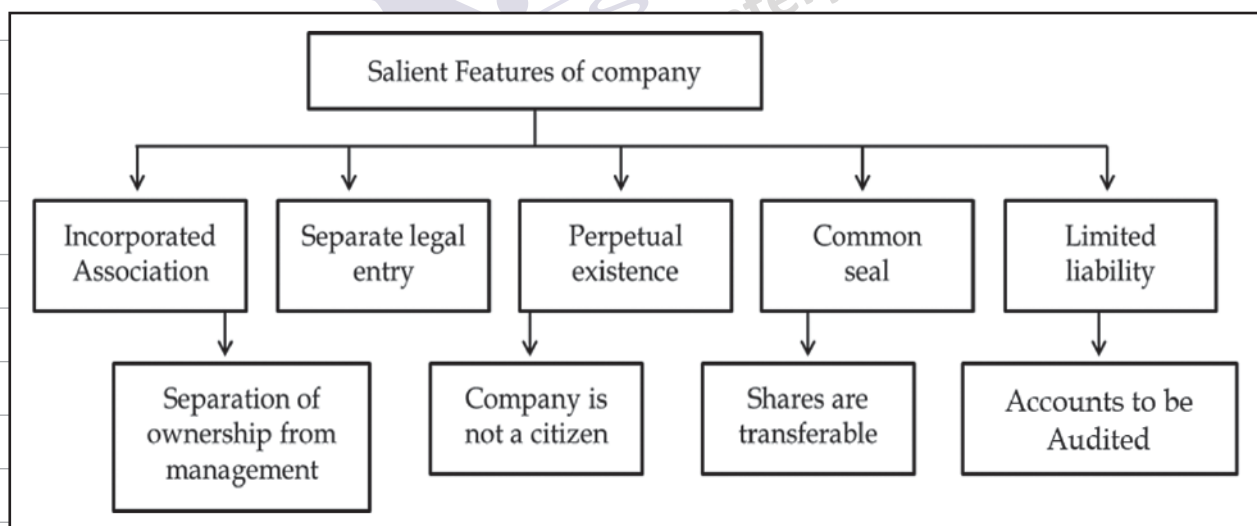 Salient Features of company
Incorporated
Association
Separate legal
entry
Perpetual
existence
Common
seal
Limited
liability
Separation of
ownership from
management
Company is
not a citizen
Shares are
transferable
Accounts to be
Audited